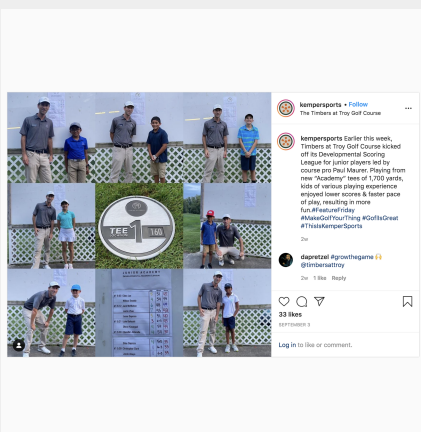 kempersports • Follow
The Timbers at Troy Golf Course
kempersports Earlier this week,
Timbers at Troy Golf Course kicked
off its Developmental Scoring
League for junior players led by
course pro Paul Maurer. Playing from
new "Academy" tees of 1,700 yards,
kids of various playing experience
enjoyed lower scores & faster pace
of play, resulting in more
fun.#FeatureFriday
#MakeGolfYourThing #GolfIsGreat
#ThisIsKemperSports
2w
dapretzel #growthegame 🙌
@timbersattroy
2w 1 like Reply
33 likes
SEPTEMBER 3
Log in to like or comment.
TEE
1
160
JUNIOR ACADEMY